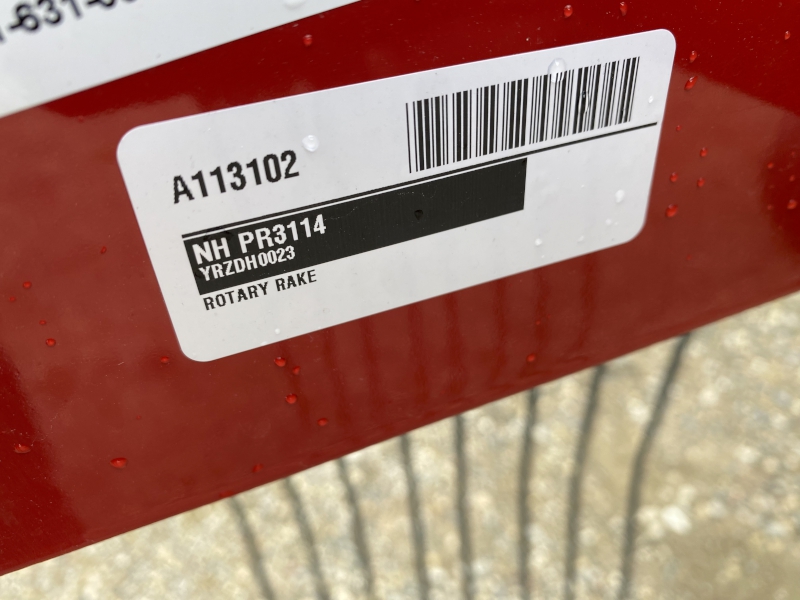 A113102
NH PR3114
YRZDH0023
ROTARY RAKE